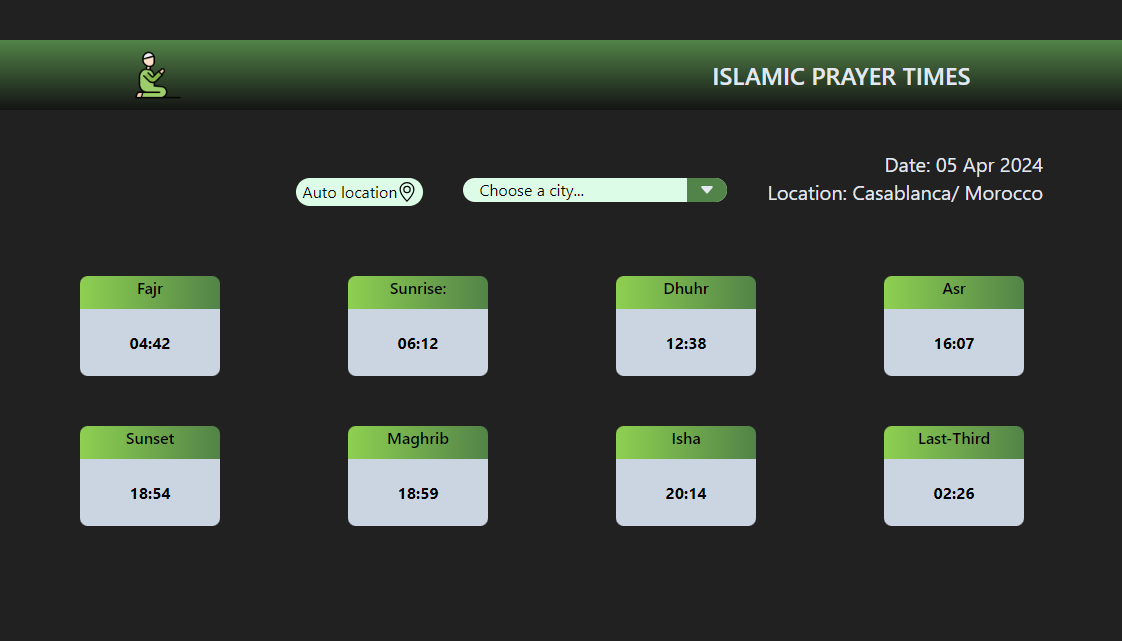 ISLAMIC PRAYER TIMES
Auto location
Choose a city...
Date: 05 Apr 2024
Location: Casablanca/ Morocco
Fajr
04:42
Sunrise:
06:12
Dhuhr
12:38
Asr
16:07
Sunset
18:54
Maghrib
18:59
Isha
20:14
Last-Third
02:26